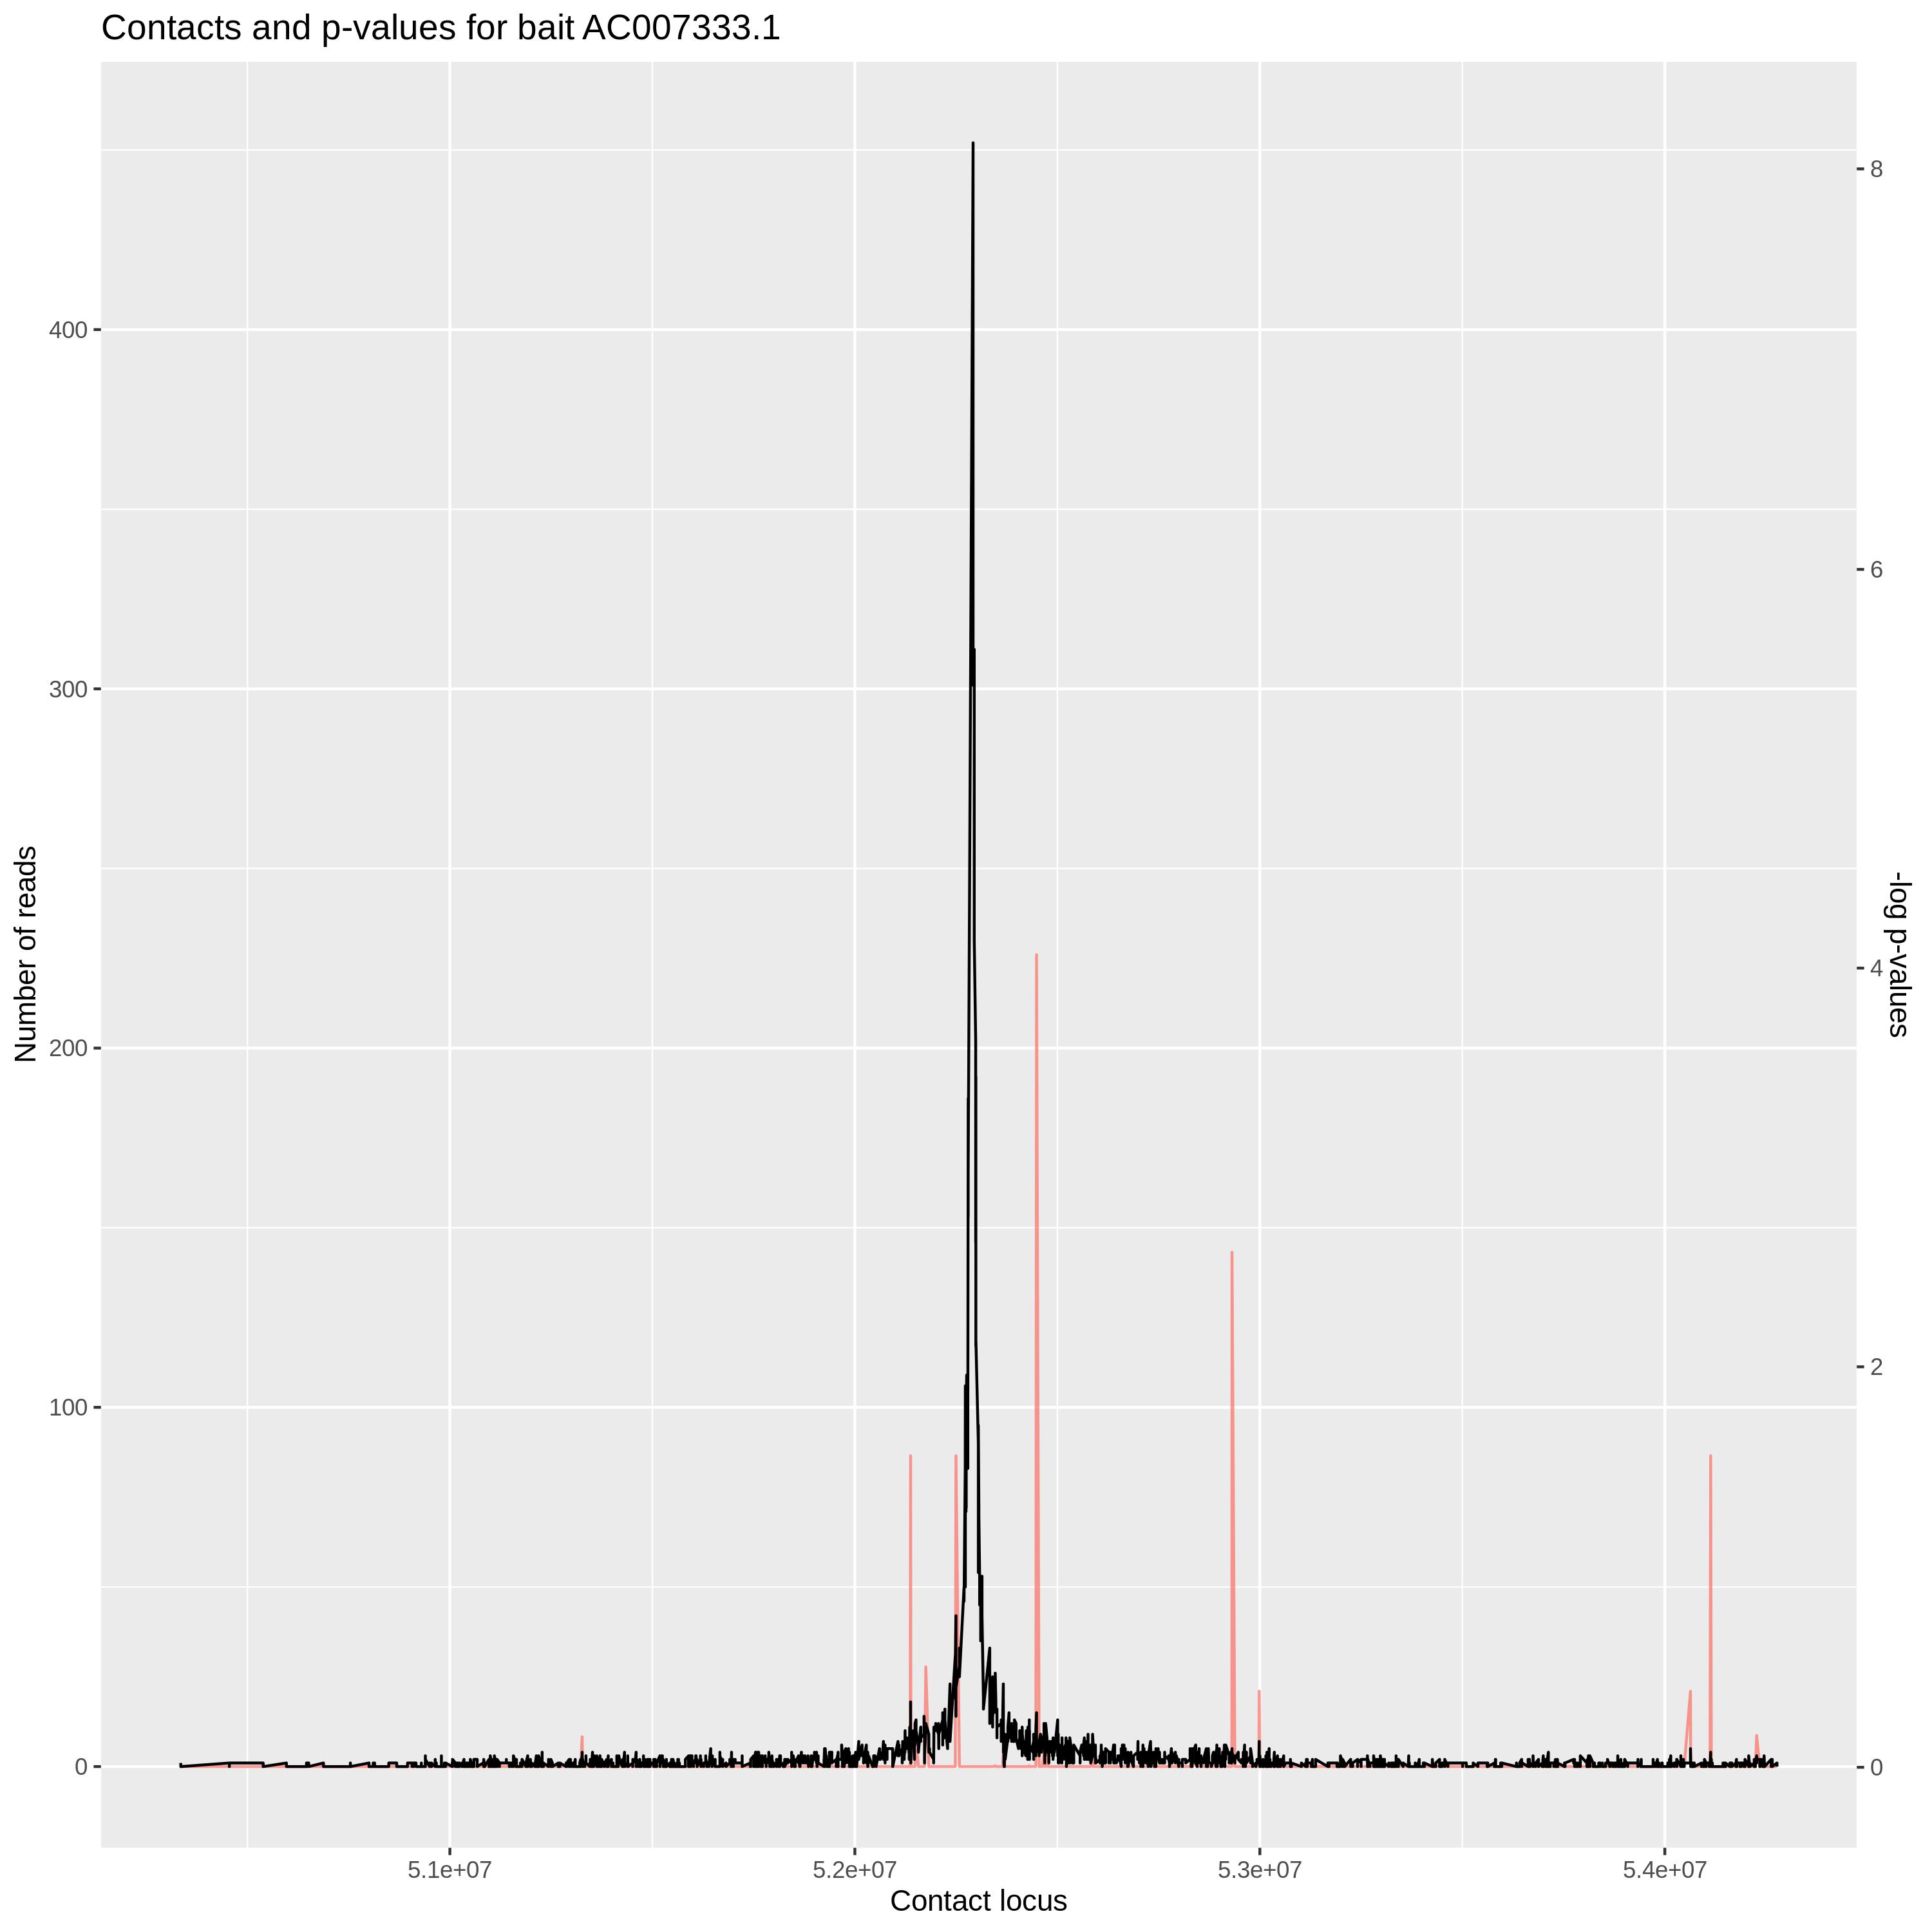 Contacts and p-values for bait AC007333.1
400
300
200
100
0
8
6
4
2
0
Number of reads
-log p-values
5.1e+07
5.2e+07
5.3e+07
5.4e+07
Contact locus